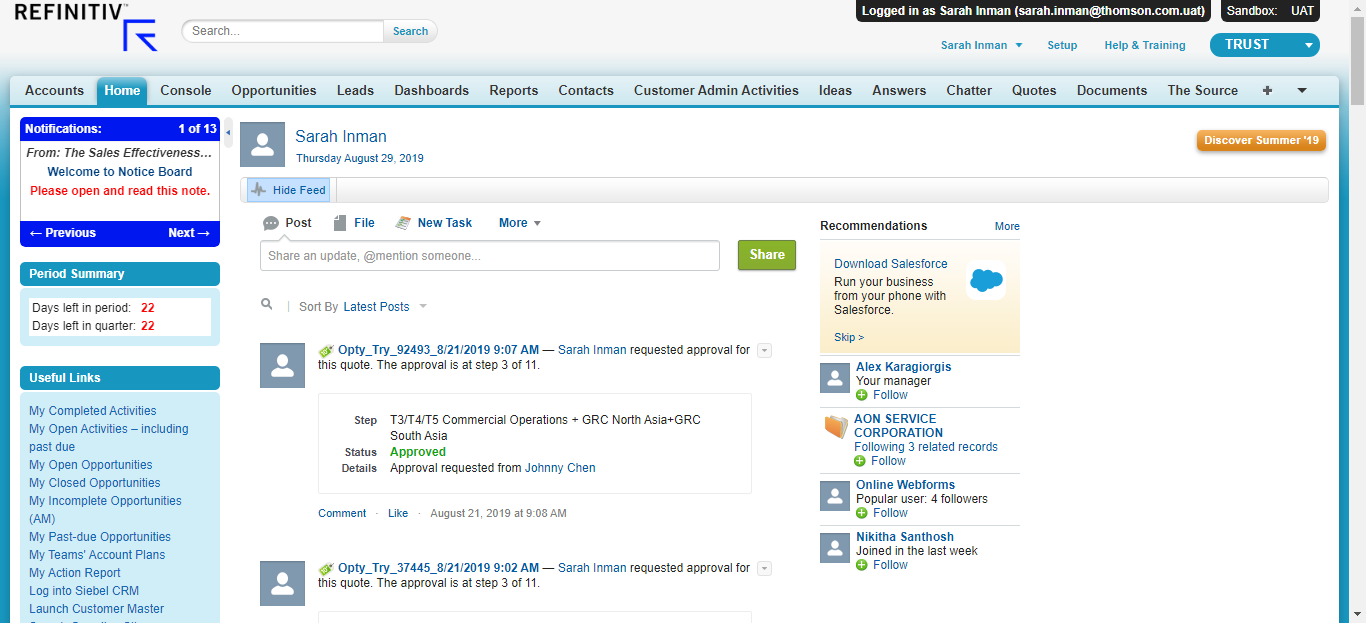 REFINITIV™
Search...
Search
Logged in as Sarah Inman (sarah.inman@thomson.com.uat)
Sandbox: UAT
Sarah Inman
Setup
Help & Training
TRUST
Accounts
Home
Console
Opportunities
Leads
Dashboards
Reports
Contacts
Customer Admin Activities
Ideas
Answers
Chatter
Quotes
Documents
The Source
+
Notifications: 1 of 13
From: The Sales Effectiveness...
Welcome to Notice Board
Please open and read this note.
← Previous
Next →
Period Summary
Days left in period: 22
Days left in quarter: 22
Useful Links
My Completed Activities
My Open Activities – including
past due
My Open Opportunities
My Closed Opportunities
My Incomplete Opportunities
(AM)
My Past-due Opportunities
My Teams' Account Plans
My Action Report
Log into Siebel CRM
Launch Customer Master
Sarah Inman
Thursday August 29, 2019
Discover Summer '19
Hide Feed
Post
File
New Task
More
Share an update, @mention someone...
Share
Sort By Latest Posts
Opty_Try_92493_8/21/2019 9:07 AM — Sarah Inman requested approval for
this quote. The approval is at step 3 of 11.
Step T3/T4/T5 Commercial Operations + GRC North Asia+GRC
South Asia
Status Approved
Details Approval requested from Johnny Chen
Comment · Like · August 21, 2019 at 9:08 AM
Opty_Try_37445_8/21/2019 9:02 AM — Sarah Inman requested approval for
this quote. The approval is at step 3 of 11.
Recommendations
More
Download Salesforce
Run your business
from your phone with
Salesforce.
Skip >
Alex Karagiorgis
Your manager
Follow
AON SERVICE
CORPORATION
Following 3 related records
Follow
Online Webforms
Popular user: 4 followers
Follow
Nikitha Santhosh
Joined in the last week
Follow